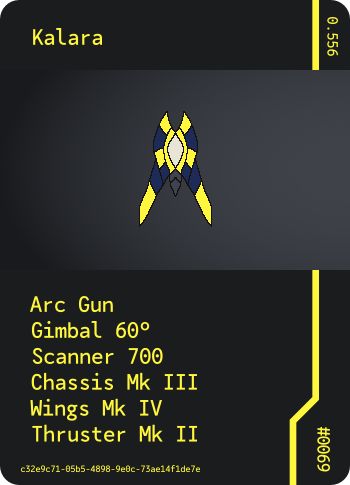 Kalara
0.556
Arc Gun
Gimbal 60°
Scanner 700
Chassis Mk III
Wings Mk IV
Thruster Mk II
#0069
c32e9c71-05b5-4898-9e0c-73ae14f1de7e